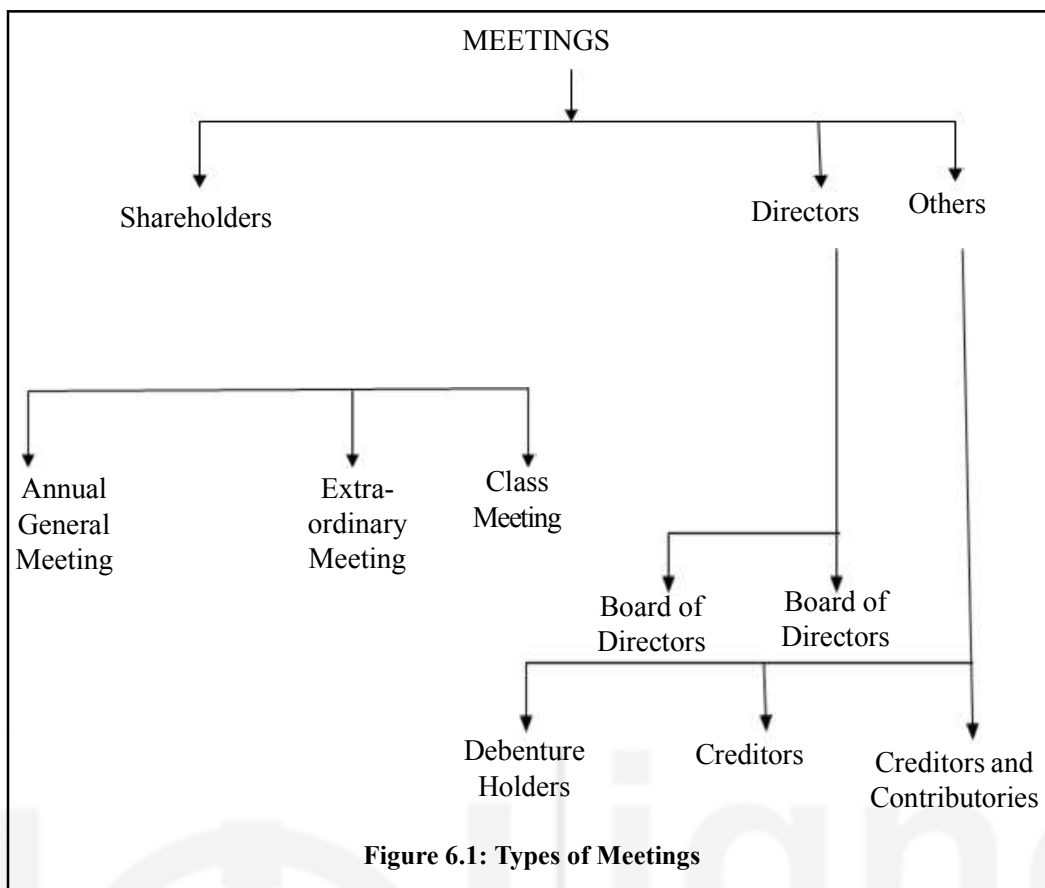 MEETINGS
Shareholders
Directors
Others
Annual
General
Meeting
Extra-
ordinary
Meeting
Class
Meeting
Board of
Directors
Board of
Directors
Debenture
Holders
Creditors
Creditors and
Contributories
Figure 6.1: Types of Meetings